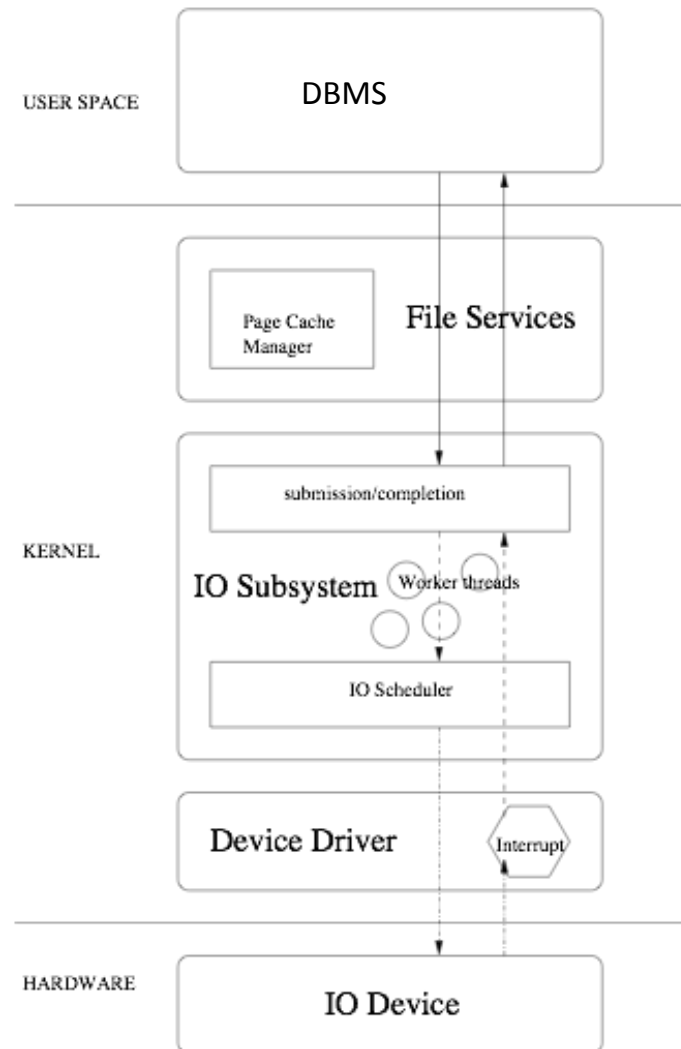 USER SPACE
DBMS
Page Cache
Manager
File Services
KERNEL
submission/completion
IO Subsystem
Worker threads
IO Scheduler
Device Driver
Interrupt
HARDWARE
IO Device